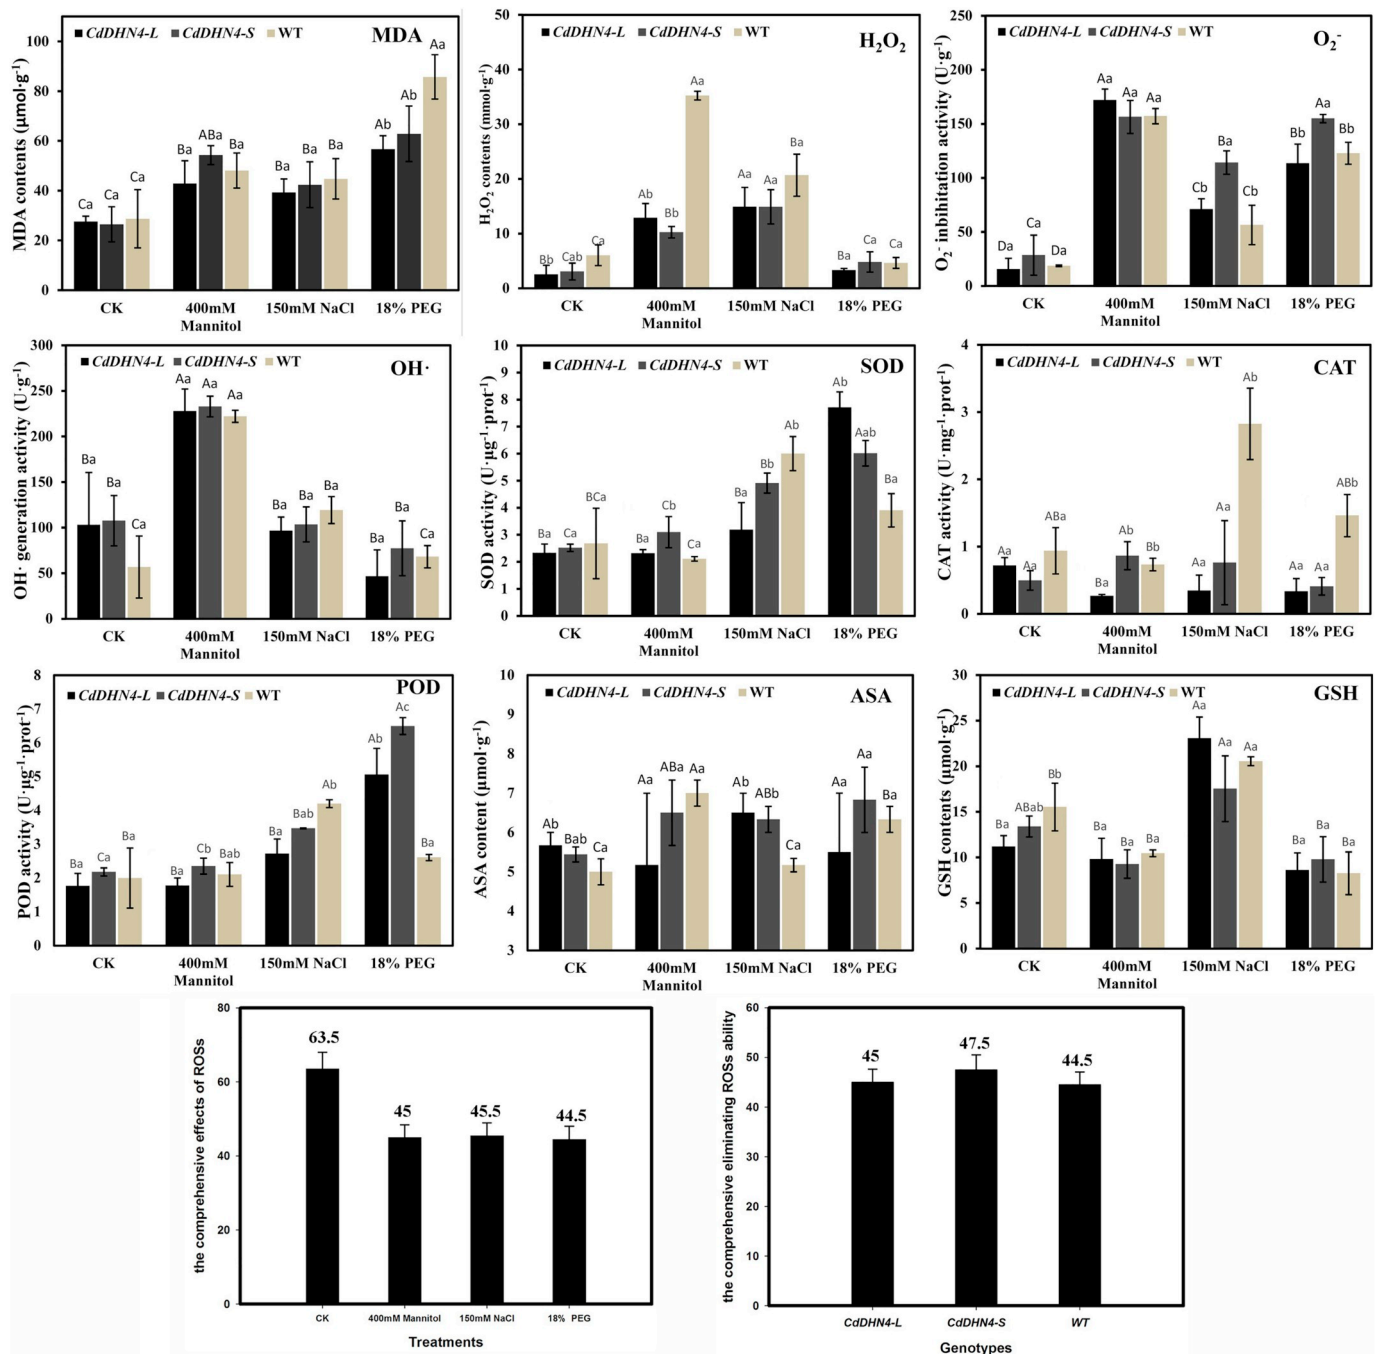 MDA
CdDHN4-L CdDHN4-S WT
MDA contents (μmol·g⁻¹)
100
80
60
40
20
0
Ca Ca Ca
Ba ABa Ba
Ba Ba Ba
Ab Ab Aa
CK 400mM Mannitol 150mM NaCl 18% PEG
H₂O₂
CdDHN4-L CdDHN4-S WT
H₂O₂ contents (mmol·g⁻¹)
50
40
30
20
10
0
Bb Cab Ca
Ab Bb Aa
Aa Aa Ba
Ba Ca Ca
CK 400mM Mannitol 150mM NaCl 18% PEG
O₂⁻
CdDHN4-L CdDHN4-S WT
O₂⁻ inbihitation activity (U·g⁻¹)
250
200
150
100
50
0
Da Ca Da
Aa Aa Aa
Cb Ba Cb
Bb Aa Bb
CK 400mM Mannitol 150mM NaCl 18% PEG
OH·
CdDHN4-L CdDHN4-S WT
OH· generation activity (U·g⁻¹)
300
250
200
150
100
50
0
Ba Ba Ca
Aa Aa Aa
Ba Ba Ba
Ba Ba Ca
CK 400mM Mannitol 150mM NaCl 18% PEG
SOD
CdDHN4-L CdDHN4-S WT
SOD activity (U·μg⁻¹·prot⁻¹)
10
9
8
7
6
5
4
3
2
1
0
Ba Ca BCa
Ba Cb Ca
Ba Bb Ab
Ab Aab Ba
CK 400mM Mannitol 150mM NaCl 18% PEG
CAT
CdDHN4-L CdDHN4-S WT
CAT activity (U·mg⁻¹·prot⁻¹)
4
3
2
1
0
Aa Aa ABa
Ba Ab Bb
Aa Aa Ab
Aa Aa ABb
CK 400mM Mannitol 150mM NaCl 18% PEG
POD
CdDHN4-L CdDHN4-S WT
POD activity (U·μg⁻¹·prot⁻¹)
8
7
6
5
4
3
2
1
0
Ba Ca Ba
Ba Cb Bab
Ba Bab Ab
Ab Ac Ba
CK 400mM Mannitol 150mM NaCl 18% PEG
ASA
CdDHN4-L CdDHN4-S WT
ASA content (μmol·g⁻¹)
10
9
8
7
6
5
4
3
Ab Bab Ca
Aa ABa Aa
Ab ABb Ca
Aa Aa Ba
CK 400mM Mannitol 150mM NaCl 18% PEG
GSH
CdDHN4-L CdDHN4-S WT
GSH contents (μmol·g⁻¹)
30
25
20
15
10
5
0
Ba ABab Bb
Ba Ba Ba
Aa Aa Aa
Ba Ba Ba
CK 400mM Mannitol 150mM NaCl 18% PEG
the comprehensive effects of ROSs
80
60
40
20
0
63.5 45 45.5 44.5
CK 400mM Mannitol 150mM NaCl 18% PEG
Treatments
the comprehensive eliminating ROSs ability
60
50
40
30
20
10
0
45 47.5 44.5
CdDHN4-L CdDHN4-S WT
Genotypes